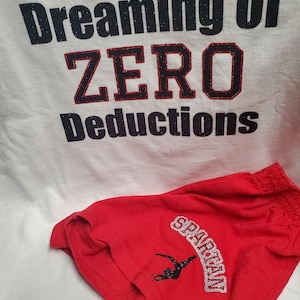 Dreaming Of
ZERO
Deductions
SPARTAN